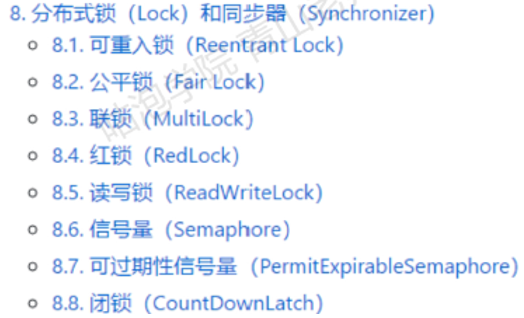 8. 分布式锁（Lock）和同步器（Synchronizer）
8.1. 可重入锁（Reentrant Lock）
8.2. 公平锁（Fair Lock）
8.3. 联锁（MultiLock）
8.4. 红锁（RedLock）
8.5. 读写锁（ReadWriteLock）
8.6. 信号量（Semaphore）
8.7. 可过期性信号量（PermitExpirableSemaphore）
8.8. 闭锁（CountDownLatch）